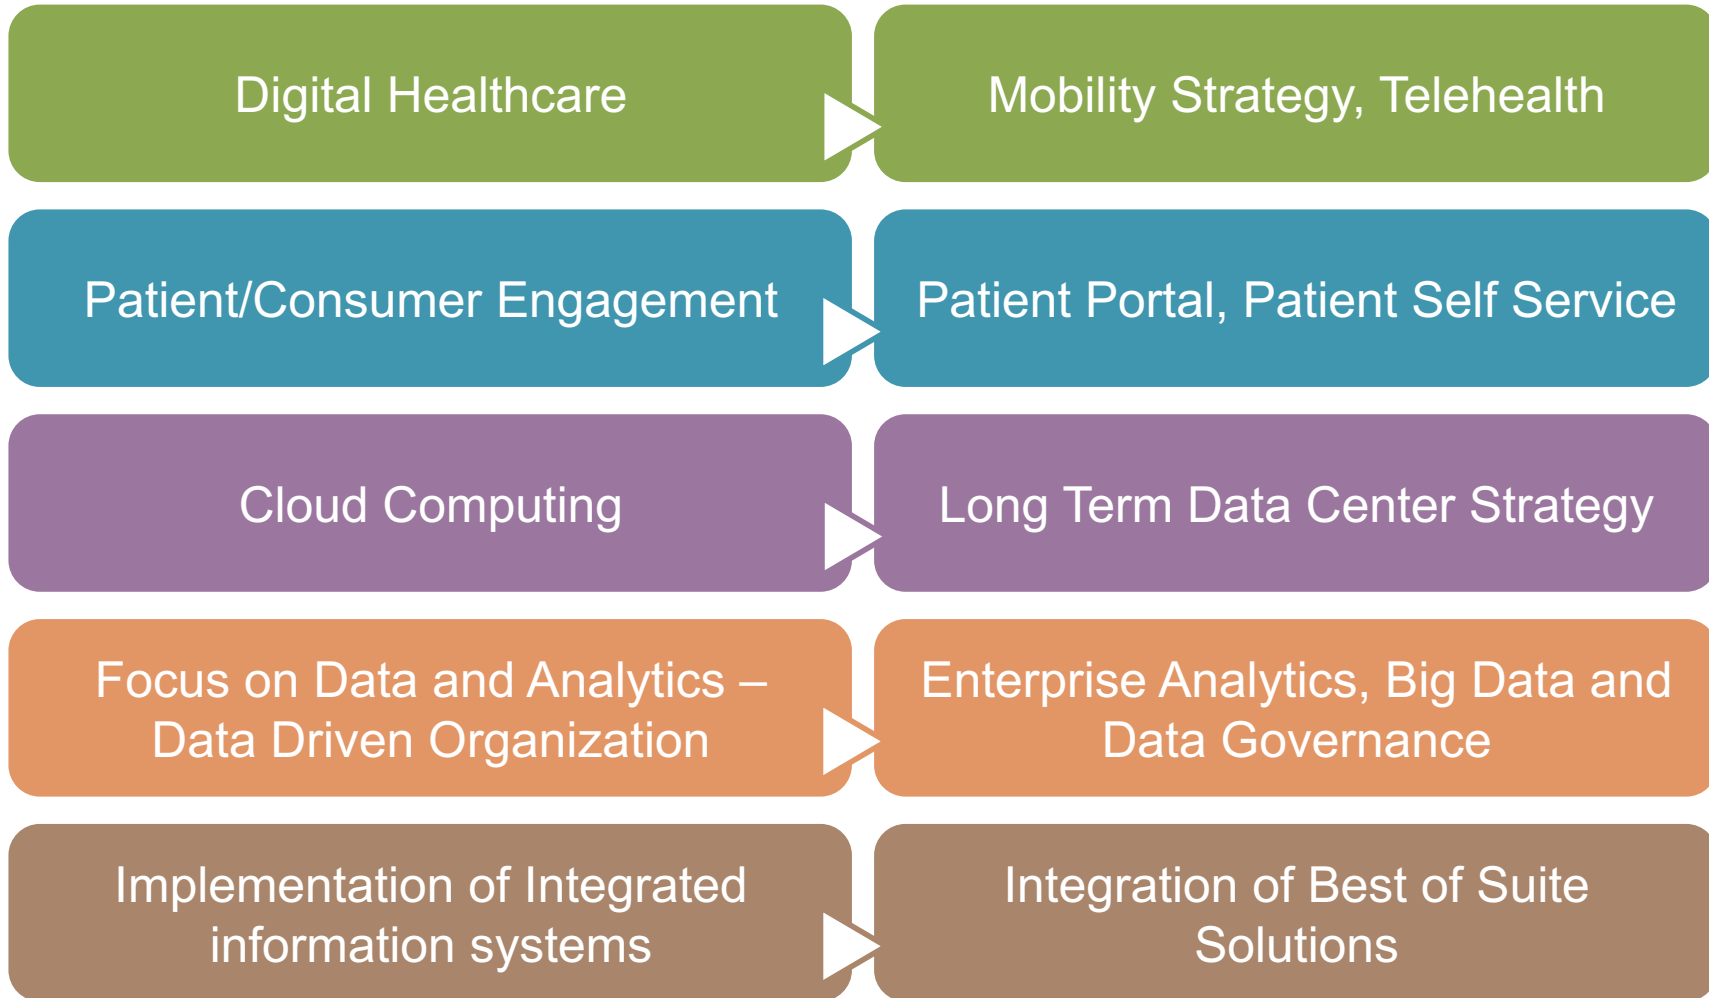 Digital Healthcare
Mobility Strategy, Telehealth
Patient/Consumer Engagement
Patient Portal, Patient Self Service
Cloud Computing
Long Term Data Center Strategy
Focus on Data and Analytics –
Data Driven Organization
Enterprise Analytics, Big Data and
Data Governance
Implementation of Integrated
information systems
Integration of Best of Suite
Solutions